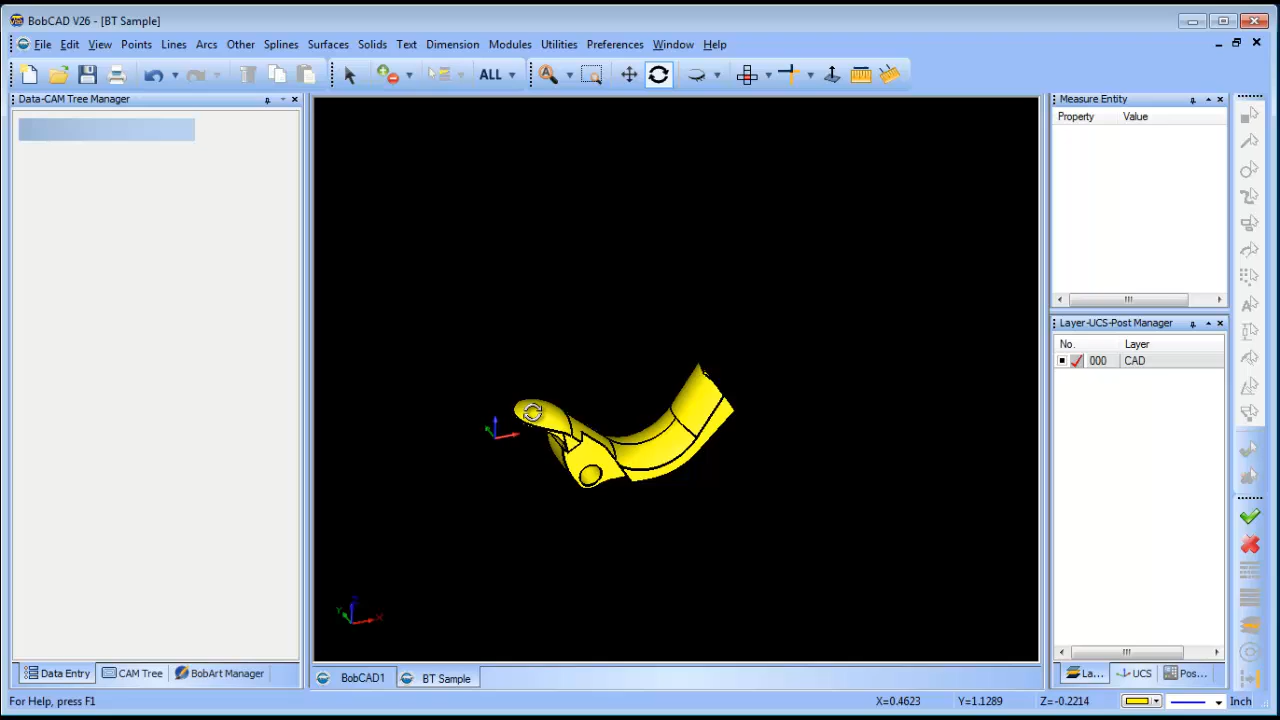 BobCAD V26 - [BT Sample]
File Edit View Points Lines Arcs Other Splines Surfaces Solids Text Dimension Modules Utilities Preferences Window Help
ALL
Data-CAM Tree Manager
Measure Entity
Property Value
Layer-UCS-Post Manager
No. Layer
000 CAD
Data Entry CAM Tree BobArt Manager
BobCAD1 BT Sample
La... UCS Pos...
For Help, press F1
X=0.4623 Y=1.1289 Z=-0.2214 Inch